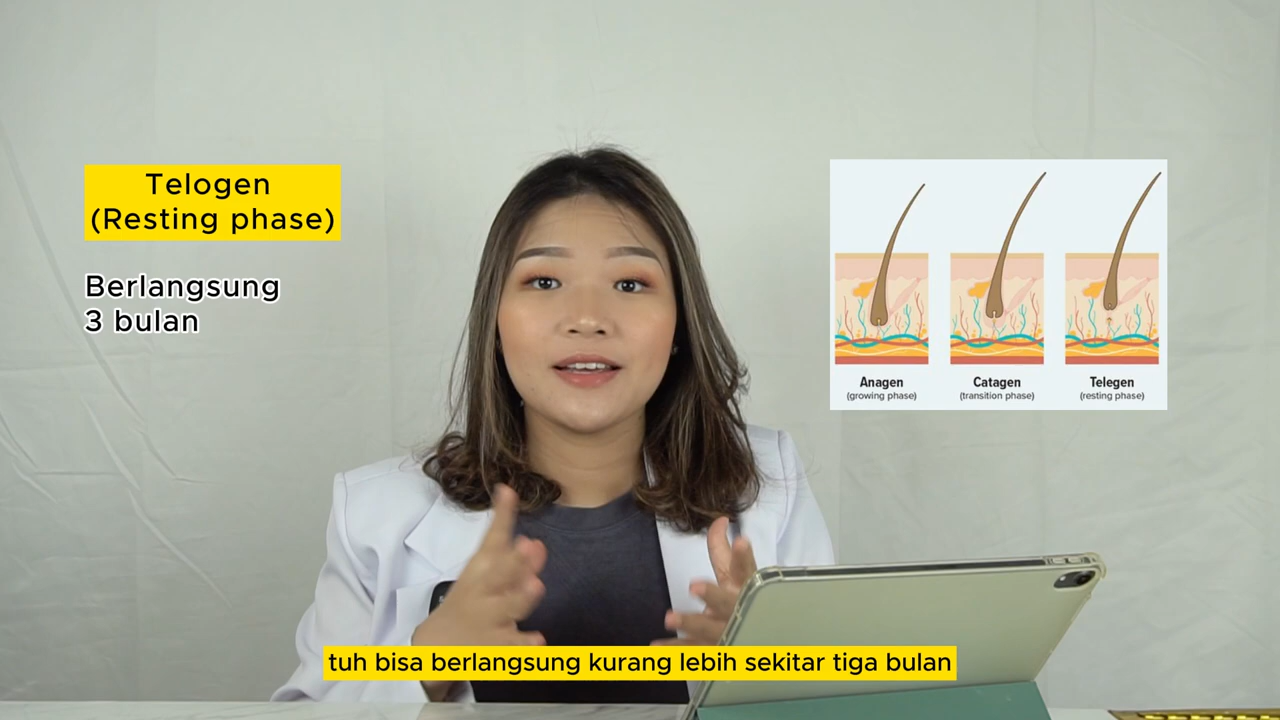 Telogen
(Resting phase)
Berlangsung
3 bulan
Anagen
(growing phase)
Catagen
(transition phase)
Telegen
(resting phase)
tuh bisa berlangsung kurang lebih sekitar tiga bulan